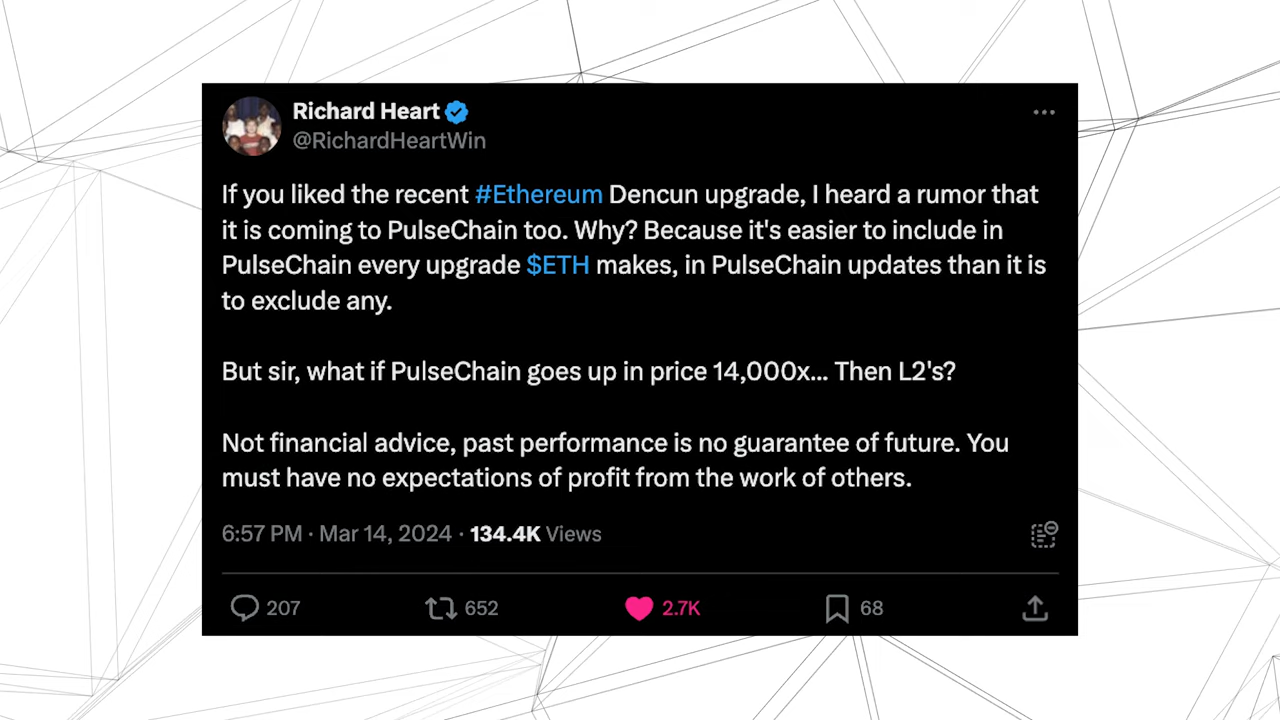 Richard Heart
@RichardHeartWin
If you liked the recent #Ethereum Dencun upgrade, I heard a rumor that
it is coming to PulseChain too. Why? Because it's easier to include in
PulseChain every upgrade $ETH makes, in PulseChain updates than it is
to exclude any.
But sir, what if PulseChain goes up in price 14,000x... Then L2's?
Not financial advice, past performance is no guarantee of future. You
must have no expectations of profit from the work of others.
6:57 PM · Mar 14, 2024 · 134.4K Views
207 652 2.7K 68